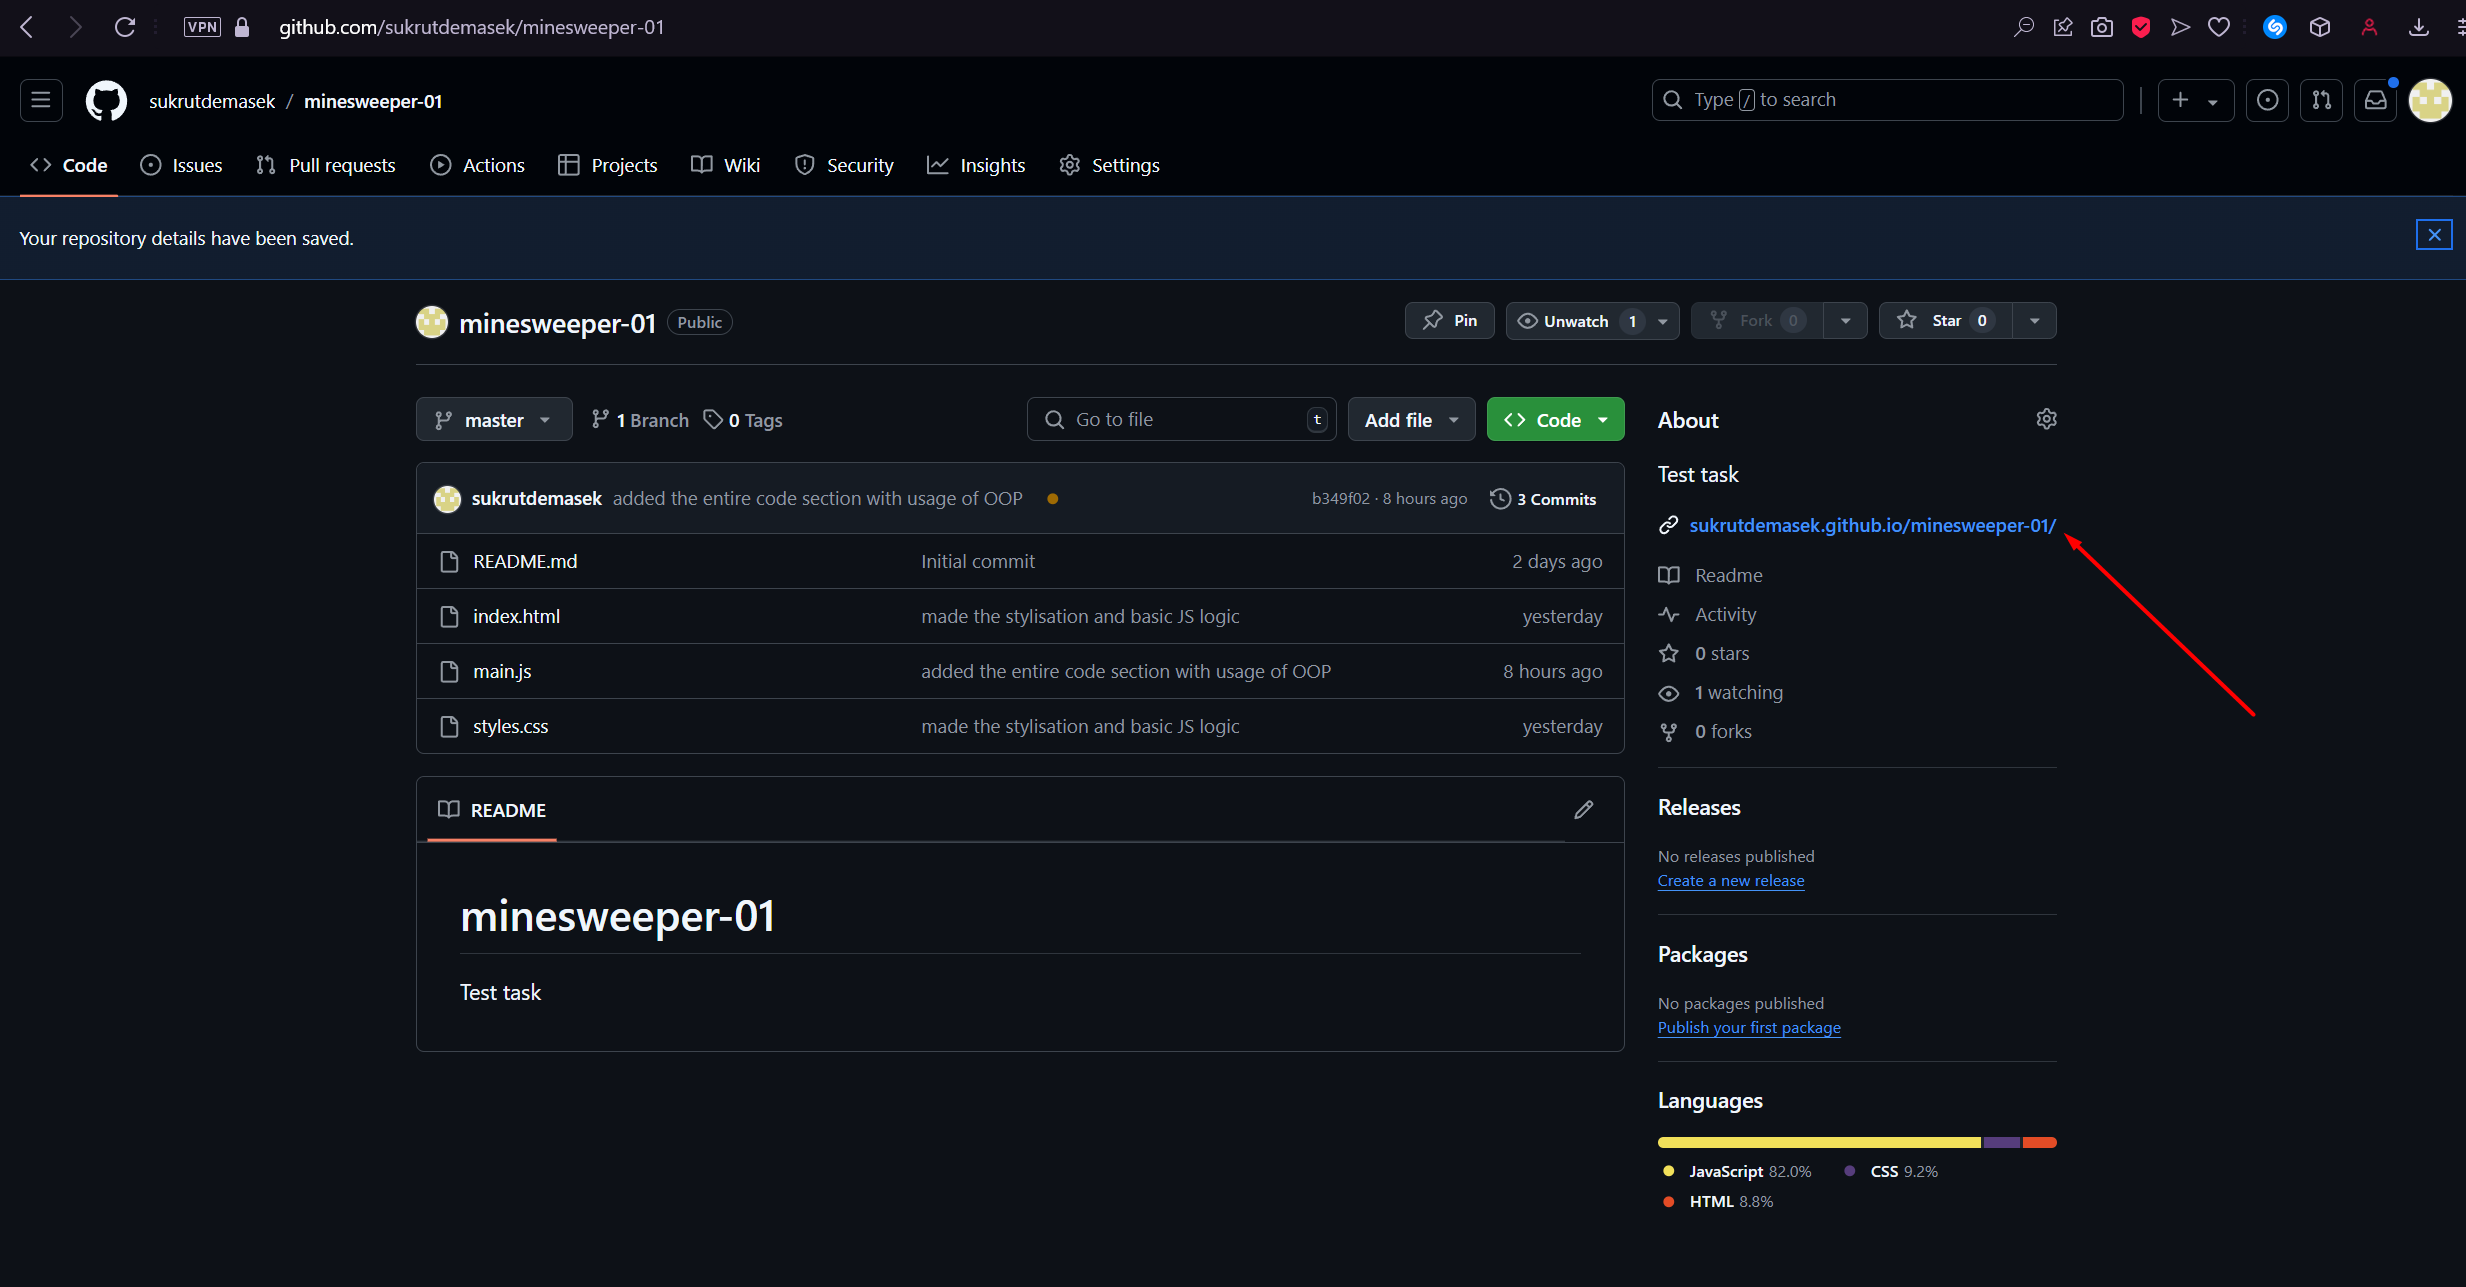 VPN github.com/sukrutdemasek/minesweeper-01
sukrutdemasek / minesweeper-01 Type / to search
Code Issues Pull requests Actions Projects Wiki Security Insights Settings
Your repository details have been saved.
minesweeper-01 Public Pin Unwatch 1 Fork 0 Star 0
master 1 Branch 0 Tags Go to file t Add file Code
sukrutdemasek added the entire code section with usage of OOP b349f02 · 8 hours ago 3 Commits
README.md Initial commit 2 days ago
index.html made the stylisation and basic JS logic yesterday
main.js added the entire code section with usage of OOP 8 hours ago
styles.css made the stylisation and basic JS logic yesterday
README
minesweeper-01
Test task
About
Test task
sukrutdemasek.github.io/minesweeper-01/
Readme
Activity
0 stars
1 watching
0 forks
Releases
No releases published
Create a new release
Packages
No packages published
Publish your first package
Languages
JavaScript 82.0% CSS 9.2%
HTML 8.8%